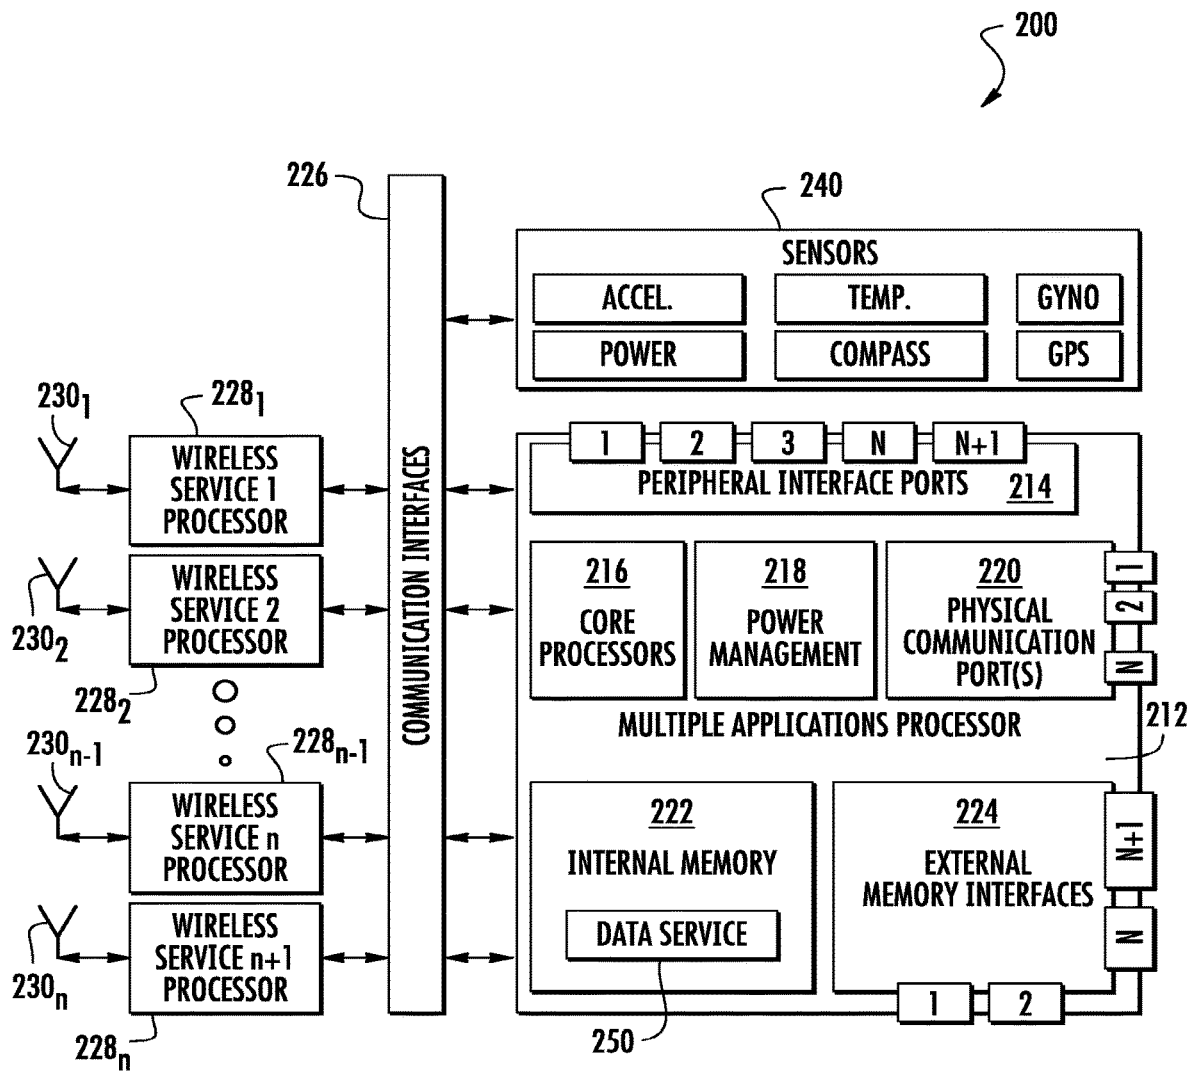 200
226
240
SENSORS
ACCEL.
TEMP.
GYNO
POWER
COMPASS
GPS
230₁
228₁
WIRELESS
SERVICE 1
PROCESSOR
230₂
WIRELESS
SERVICE 2
PROCESSOR
228₂
230ₙ₋₁
228ₙ₋₁
WIRELESS
SERVICE n
PROCESSOR
230ₙ
WIRELESS
SERVICE n+1
PROCESSOR
228ₙ
COMMUNICATION INTERFACES
1
2
3
N
N+1
PERIPHERAL INTERFACE PORTS
214
216
CORE
PROCESSORS
218
POWER
MANAGEMENT
220
PHYSICAL
COMMUNICATION
PORT(S)
1
2
N
MULTIPLE APPLICATIONS PROCESSOR
212
222
INTERNAL MEMORY
DATA SERVICE
250
224
EXTERNAL
MEMORY INTERFACES
N+1
N
1
2